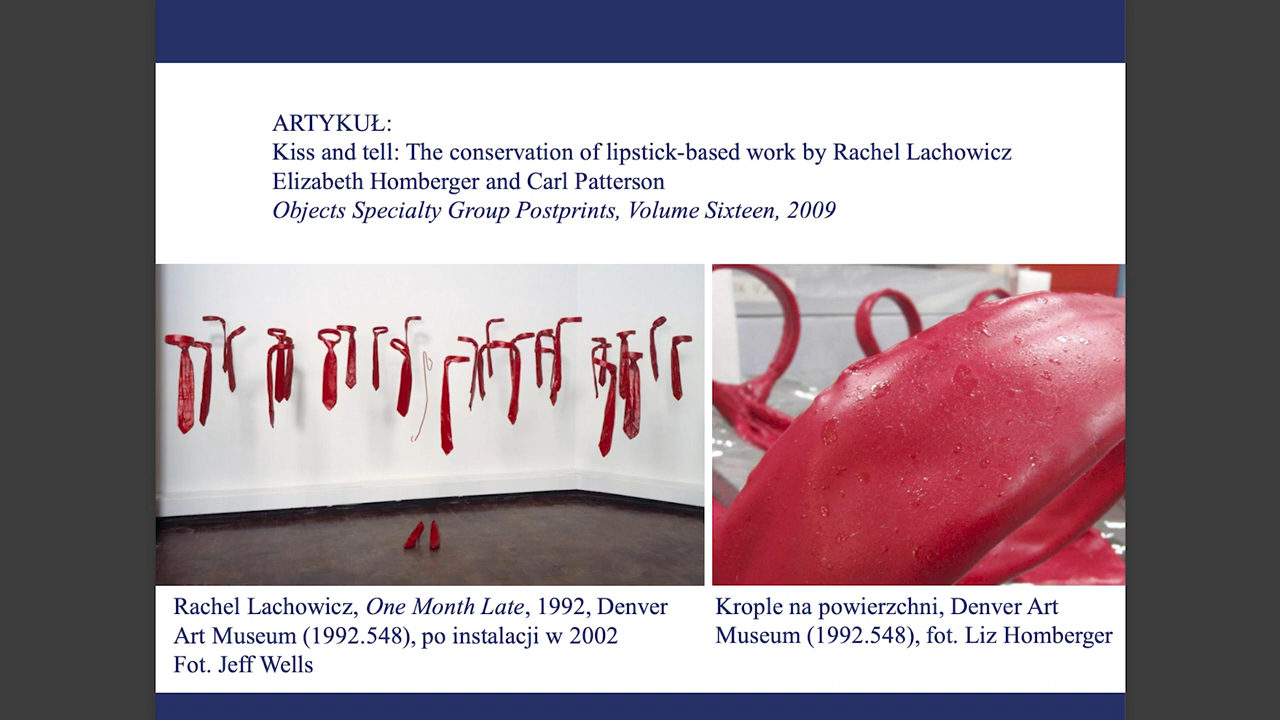 ARTYKUŁ:
Kiss and tell: The conservation of lipstick-based work by Rachel Lachowicz
Elizabeth Homberger and Carl Patterson
Objects Specialty Group Postprints, Volume Sixteen, 2009
Rachel Lachowicz, One Month Late, 1992, Denver
Art Museum (1992.548), po instalacji w 2002
Fot. Jeff Wells
Krople na powierzchni, Denver Art
Museum (1992.548), fot. Liz Homberger